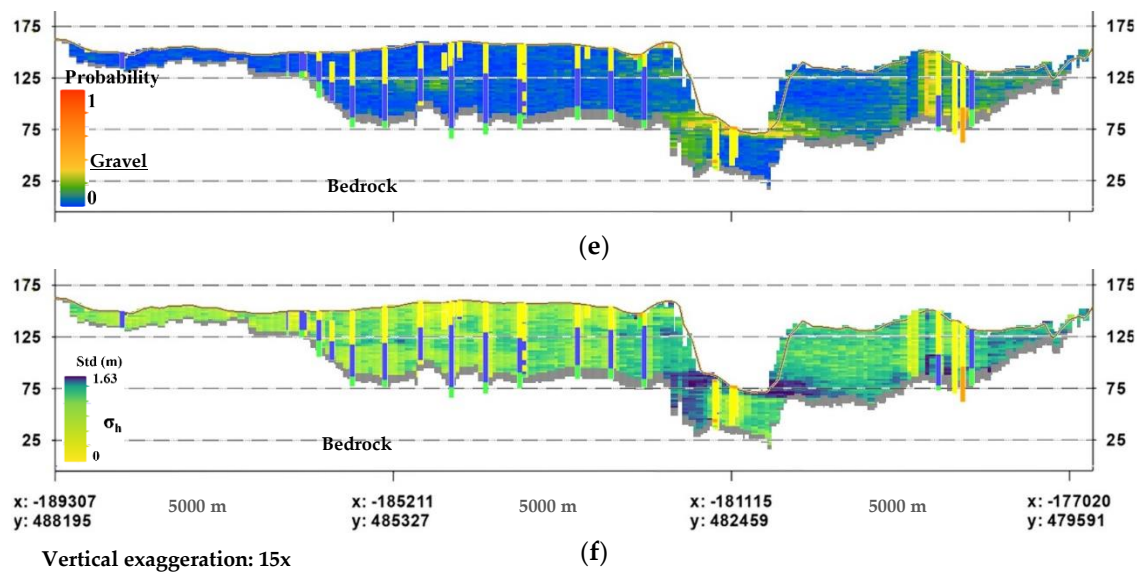 175 175
125 125
Probability
1
75 75
Gravel
0
25 25
Bedrock
(e)
175 175
125 125
Std (m)
1.63
75 75
σh
0
25 25
Bedrock
x: -189307 5000 m x: -185211 5000 m x: -181115 5000 m x: -177020
y: 488195 y: 485327 y: 482459 y: 479591
Vertical exaggeration: 15x (f)